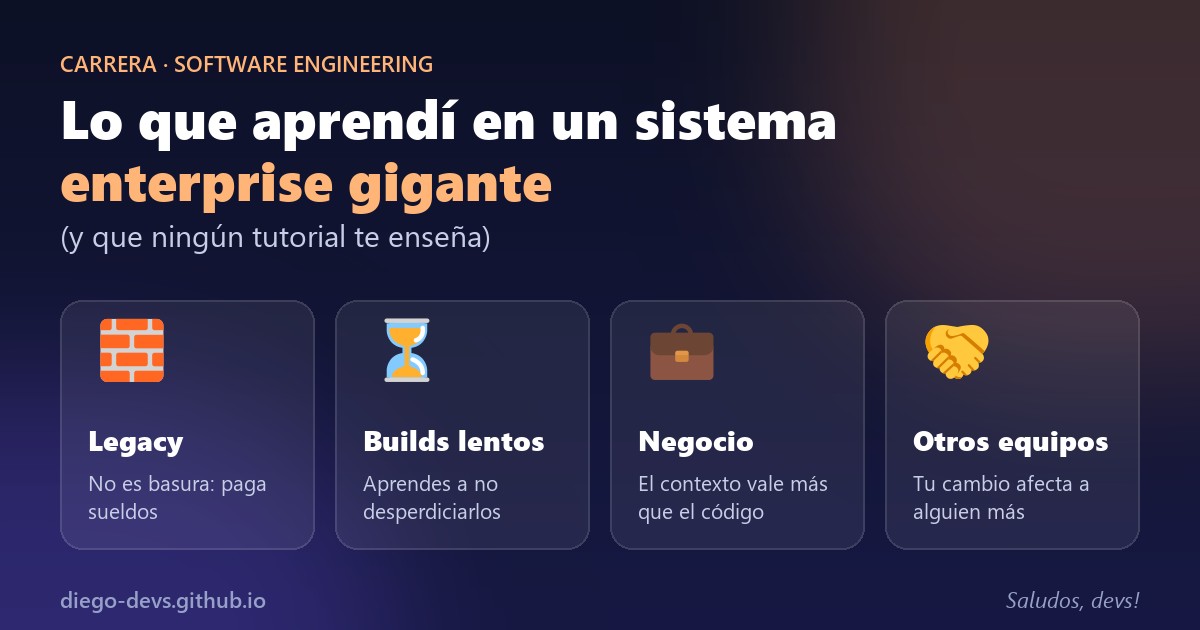 CARRERA · SOFTWARE ENGINEERING
Lo que aprendí en un sistema
enterprise gigante
(y que ningún tutorial te enseña)
Legacy
No es basura: paga
sueldos
Builds lentos
Aprendes a no
desperdiciarlos
Negocio
El contexto vale más
que el código
Otros equipos
Tu cambio afecta a
alguien más
diego-devs.github.io
Saludos, devs!